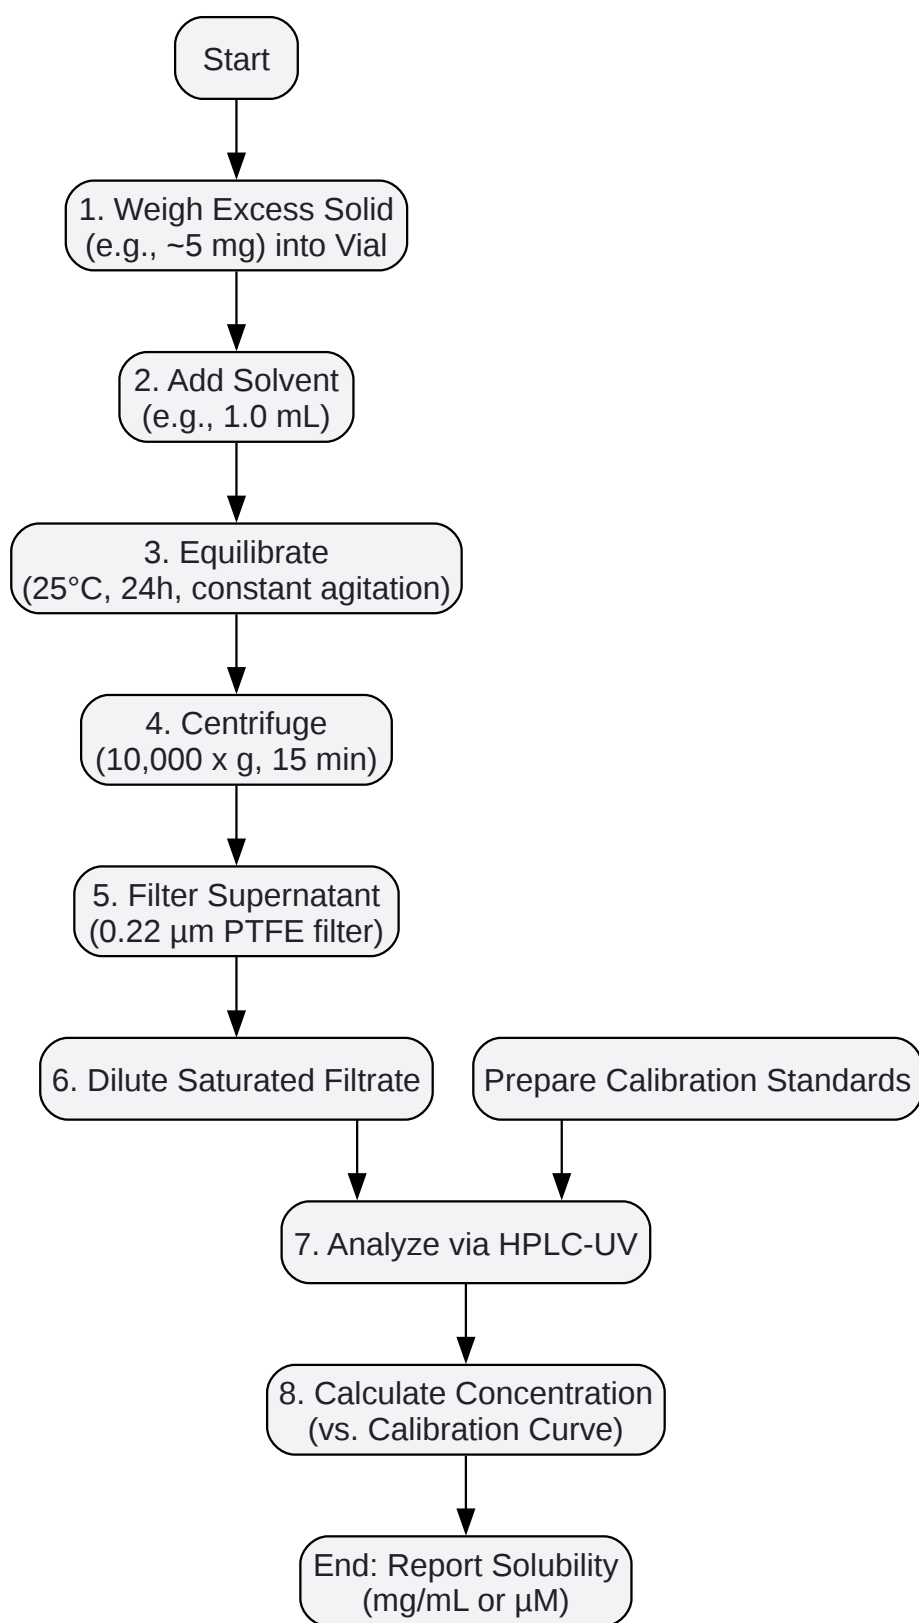 Start
1. Weigh Excess Solid
(e.g., ~5 mg) into Vial
2. Add Solvent
(e.g., 1.0 mL)
3. Equilibrate
(25°C, 24h, constant agitation)
4. Centrifuge
(10,000 x g, 15 min)
5. Filter Supernatant
(0.22 µm PTFE filter)
6. Dilute Saturated Filtrate
Prepare Calibration Standards
7. Analyze via HPLC-UV
8. Calculate Concentration
(vs. Calibration Curve)
End: Report Solubility
(mg/mL or µM)